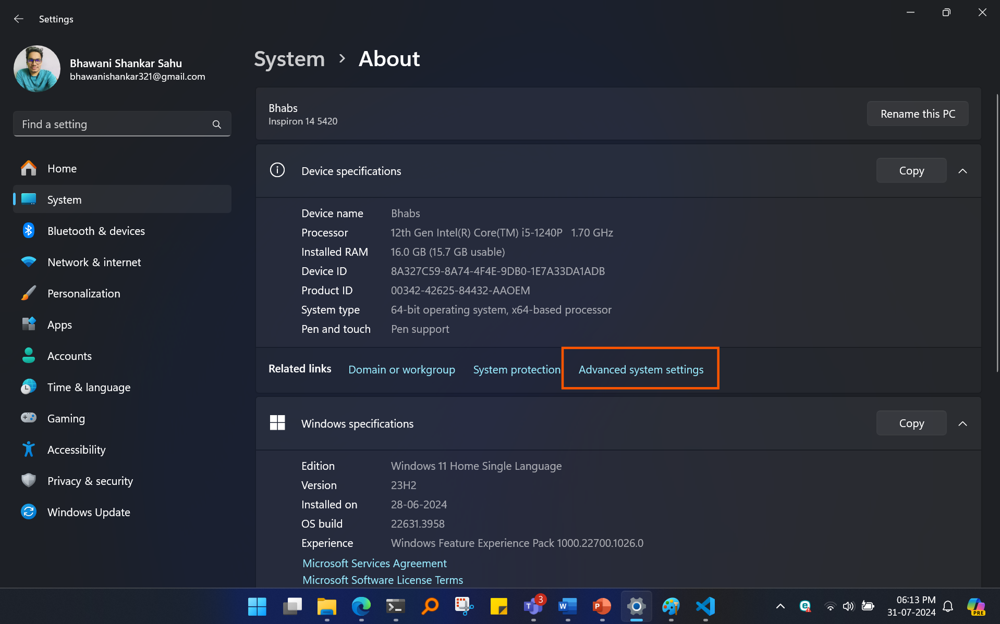 Settings
Bhawani Shankar Sahu
bhawanishankar321@gmail.com
Find a setting
Home
System
Bluetooth & devices
Network & internet
Personalization
Apps
Accounts
Time & language
Gaming
Accessibility
Privacy & security
Windows Update
System > About
Bhabs
Inspiron 14 5420
Rename this PC
Device specifications
Copy
Device name Bhabs
Processor 12th Gen Intel(R) Core(TM) i5-1240P 1.70 GHz
Installed RAM 16.0 GB (15.7 GB usable)
Device ID 8A327C59-8A74-4F4E-9DB0-1E7A33DA1ADB
Product ID 00342-42625-84432-AAOEM
System type 64-bit operating system, x64-based processor
Pen and touch Pen support
Related links Domain or workgroup System protection Advanced system settings
Windows specifications
Copy
Edition Windows 11 Home Single Language
Version 23H2
Installed on 28-06-2024
OS build 22631.3958
Experience Windows Feature Experience Pack 1000.22700.1026.0
Microsoft Services Agreement
Microsoft Software License Terms
3
T
W
P
06:13 PM
31-07-2024
PRE